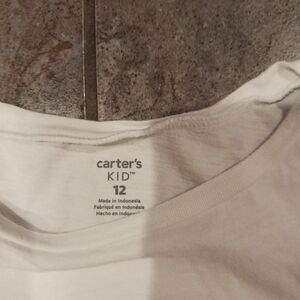 carter's
KID™
12
Made in Indonesia
Fabriqué en Indonésie
Hecho en Indonesia